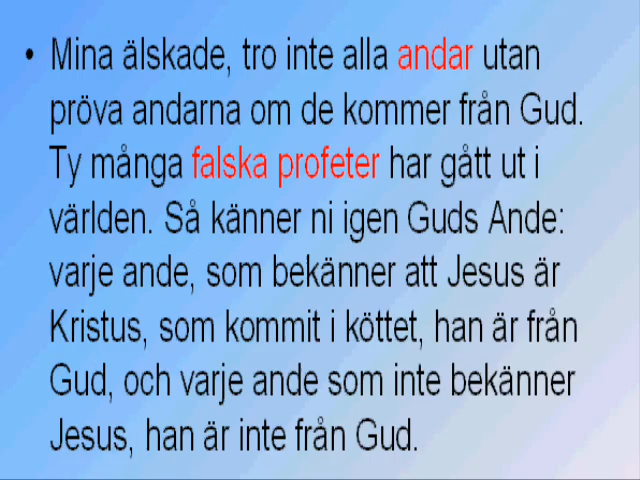 • Mina älskade, tro inte alla andar utan
pröva andarna om de kommer från Gud.
Ty många falska profeter har gått ut i
världen. Så känner ni igen Guds Ande:
varje ande, som bekänner att Jesus är
Kristus, som kommit i köttet, han är från
Gud, och varje ande som inte bekänner
Jesus, han är inte från Gud.